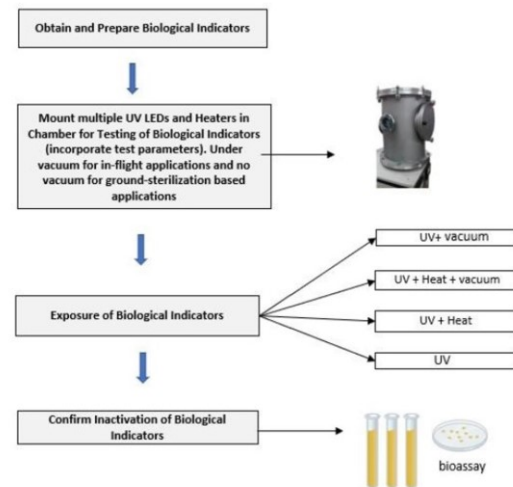 Obtain and Prepare Biological Indicators
Mount multiple UV LEDs and Heaters in
Chamber for Testing of Biological Indicators
(incorporate test parameters). Under
vacuum for in-flight applications and no
vacuum for ground-sterilization based
applications
UV+ vacuum
UV + Heat + vacuum
Exposure of Biological Indicators
UV + Heat
UV
Confirm Inactivation of Biological
Indicators
bioassay